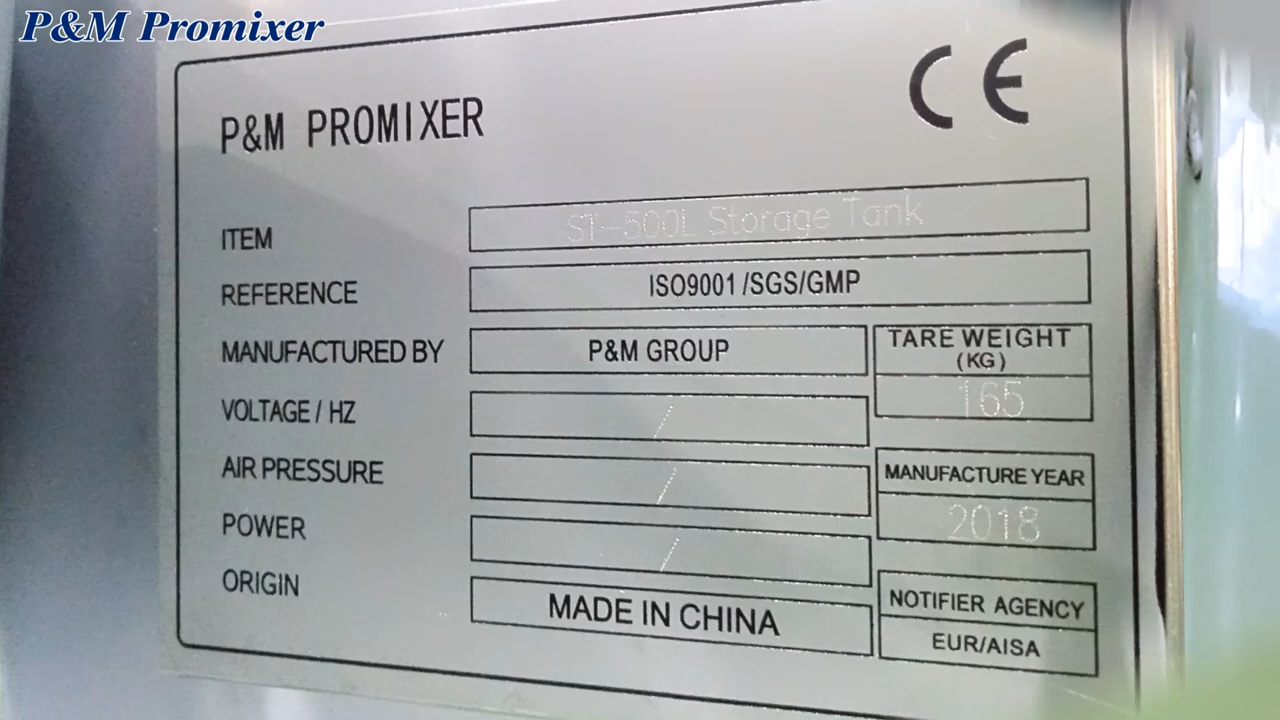 P&M Promixer
P&M PROMIXER
CE
ITEM ST-500L Storage Tank
REFERENCE ISO9001/SGS/GMP
MANUFACTURED BY P&M GROUP
TARE WEIGHT
(KG)
165
VOLTAGE / HZ /
AIR PRESSURE /
MANUFACTURE YEAR
2018
POWER /
ORIGIN MADE IN CHINA
NOTIFIER AGENCY
EUR/AISA